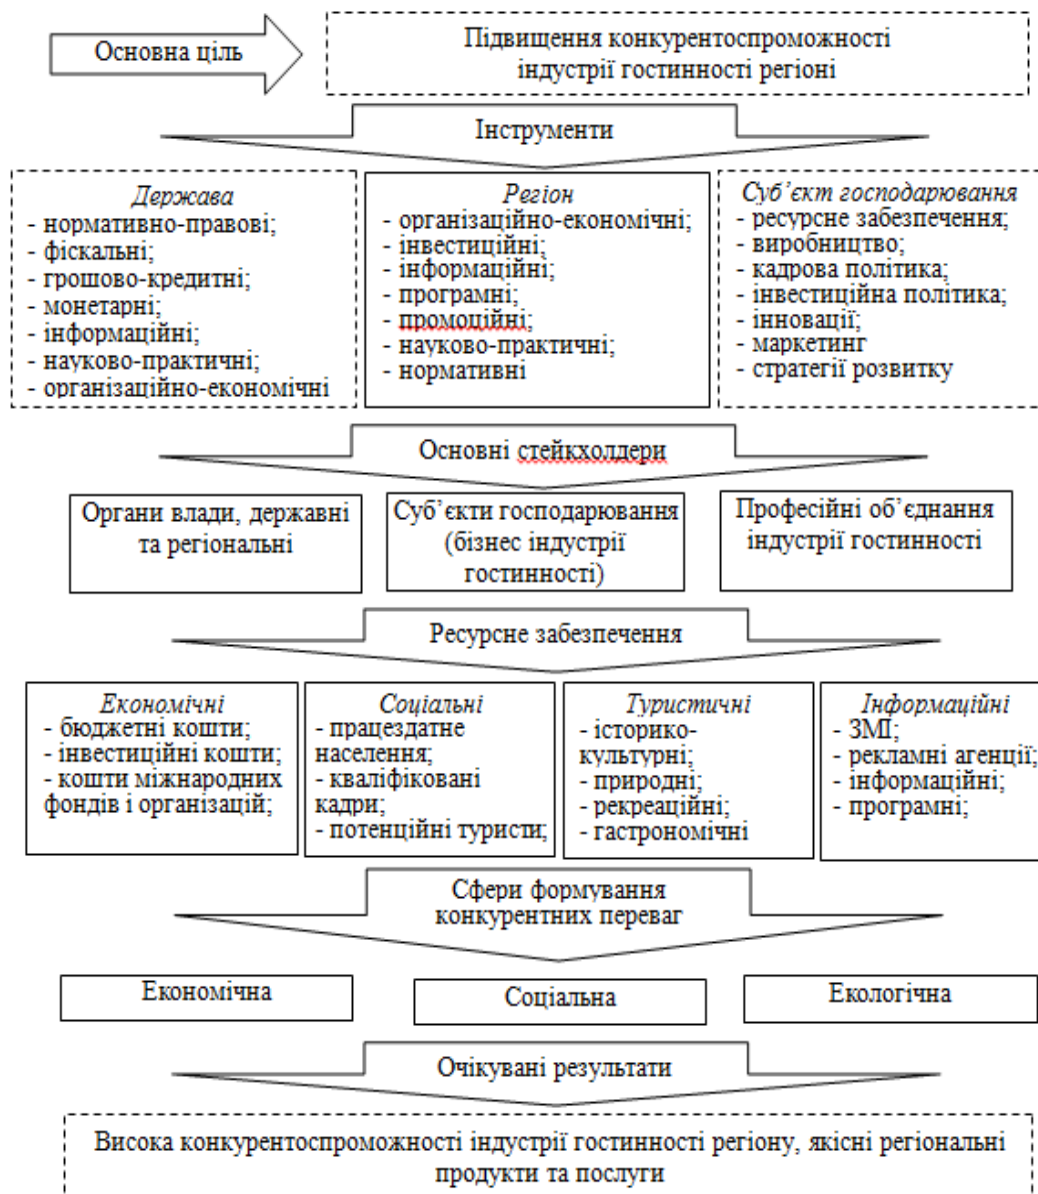 Основна ціль
Підвищення конкурентоспроможності
індустрії гостинності регіоні
Інструменти
Держава
- нормативно-правові;
- фіскальні;
- грошово-кредитні;
- монетарні;
- інформаційні;
- науково-практичні;
- організаційно-економічні
Регіон
- організаційно-економічні;
- інвестиційні;
- інформаційні;
- програмні;
- промоційні;
- науково-практичні;
- нормативні
Суб’єкт господарювання
- ресурсне забезпечення;
- виробництво;
- кадрова політика;
- інвестиційна політика;
- інновації;
- маркетинг
- стратегії розвитку
Основні стейкхолдери
Органи влади, державні
та регіональні
Суб’єкти господарювання
(бізнес індустрії
гостинності)
Професійні об’єднання
індустрії гостинності
Ресурсне забезпечення
Економічні
- бюджетні кошти;
- інвестиційні кошти;
- кошти міжнародних
фондів і організацій;
Соціальні
- працездатне
населення;
- кваліфіковані
кадри;
- потенційні туристи;
Туристичні
- історико-
культурні;
- природні;
- рекреаційні;
- гастрономічні
Інформаційні
- ЗМІ;
- рекламні агенції;
- інформаційні;
- програмні;
Сфери формування
конкурентних переваг
Економічна
Соціальна
Екологічна
Очікувані результати
Висока конкурентоспроможності індустрії гостинності регіону, якісні регіональні
продукти та послуги